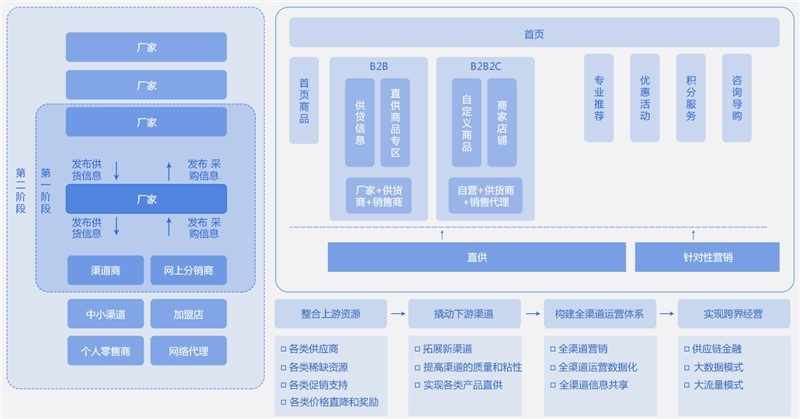 第二阶段
厂家
厂家
第一阶段
厂家
发布供
货信息
发布 采
购信息
厂家
发布供
货信息
发布 采
购信息
渠道商
网上分销商
中小渠道
加盟店
个人零售商
网络代理
首页
首页商品
B2B
供贷信息
直供商品专区
厂家+供货
商+销售商
B2B2C
自定义商品
商家店铺
自营+供货商
+销售代理
专业推荐
优惠活动
积分服务
咨询导购
直供
针对性营销
整合上游资源
各类供应商
各类稀缺资源
各类促销支持
各类价格直降和奖励
撬动下游渠道
拓展新渠道
提高渠道的质量和粘性
实现各类产品直供
构建全渠道运营体系
全渠道营销
全渠道运营数据化
全渠道信息共享
实现跨界经营
供应链金融
大数据模式
大流量模式